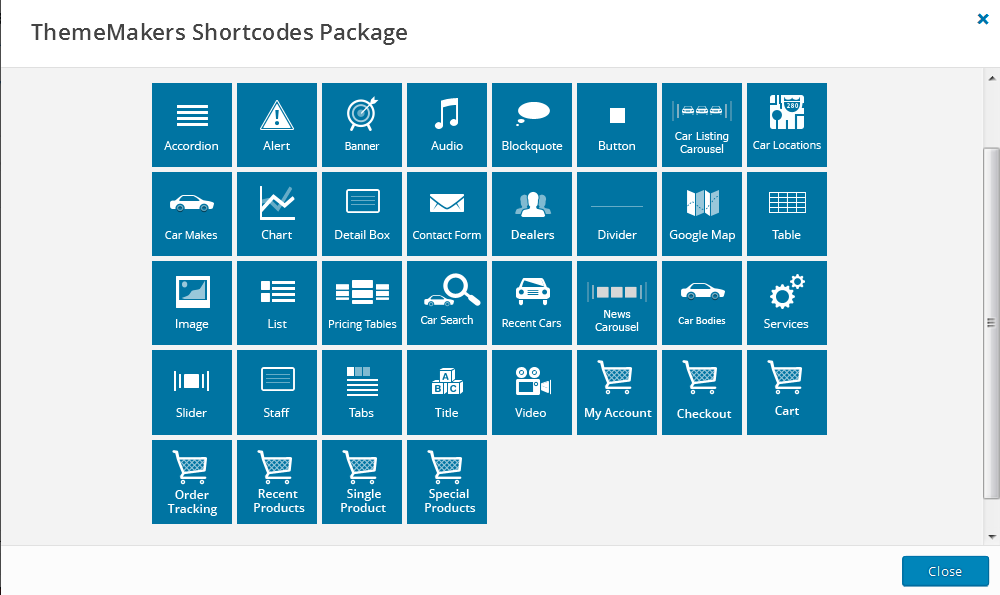 ThemeMakers Shortcodes Package
Accordion
Alert
Banner
Audio
Blockquote
Button
Car Listing
Carousel
280
Car Locations
Car Makes
Chart
Detail Box
Contact Form
Dealers
Divider
Google Map
Table
Image
List
Pricing Tables
Car Search
Recent Cars
News
Carousel
Car Bodies
Services
Slider
Staff
Tabs
A
B C
Title
Video
My Account
Checkout
Cart
Order
Tracking
Recent
Products
Single
Product
Special
Products
Close